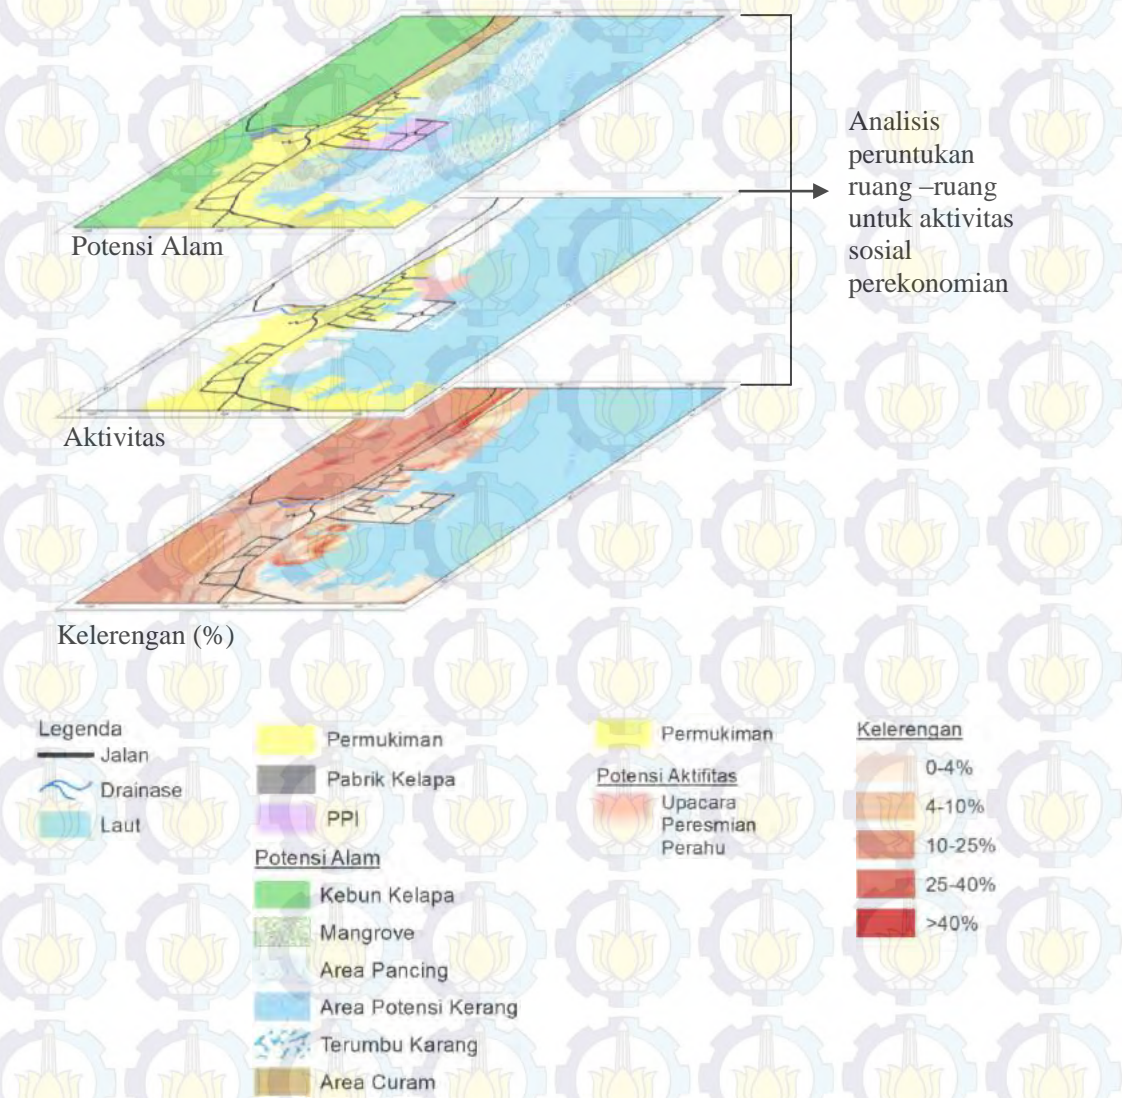 Analisis
peruntukan
ruang –ruang
untuk aktivitas
sosial
perekonomian
Potensi Alam
Aktivitas
Kelerengan (%)
Legenda
Jalan
Drainase
Laut
Permukiman
Pabrik Kelapa
PPI
Potensi Alam
Kebun Kelapa
Mangrove
Area Pancing
Area Potensi Kerang
Terumbu Karang
Area Curam
Permukiman
Potensi Aktifitas
Upacara
Peresmian
Perahu
Kelerengan
0-4%
4-10%
10-25%
25-40%
>40%